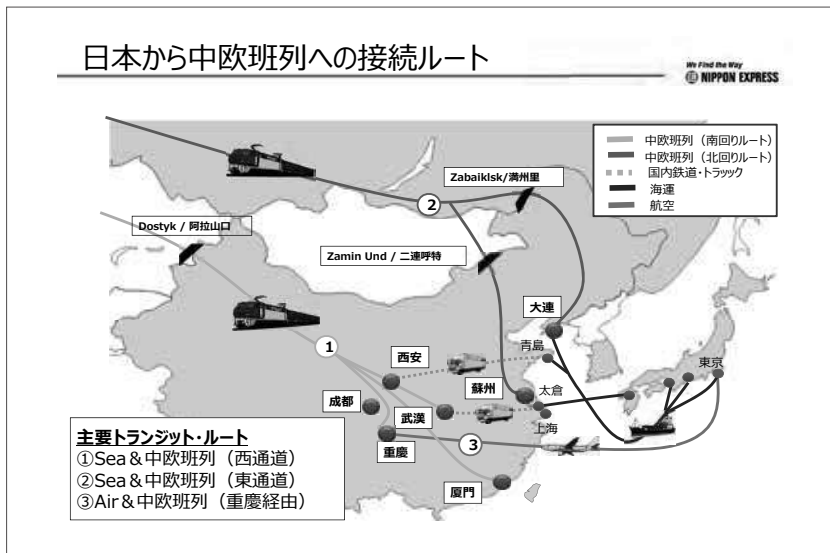 日本から中欧班列への接続ルート
We Find the Way
NIPPON EXPRESS
中欧班列（南回りルート）
中欧班列（北回りルート）
国内鉄道・トラック
海運
航空
Zabaiklsk/満州里
②
Dostyk / 阿拉山口
Zamin Und / 二連呼特
大連
①
青島
西安
東京
蘇州
太倉
成都
武漢
上海
重慶
③
厦門
主要トランジット・ルート
①Sea＆中欧班列（西通道）
②Sea＆中欧班列（東通道）
③Air＆中欧班列（重慶経由）